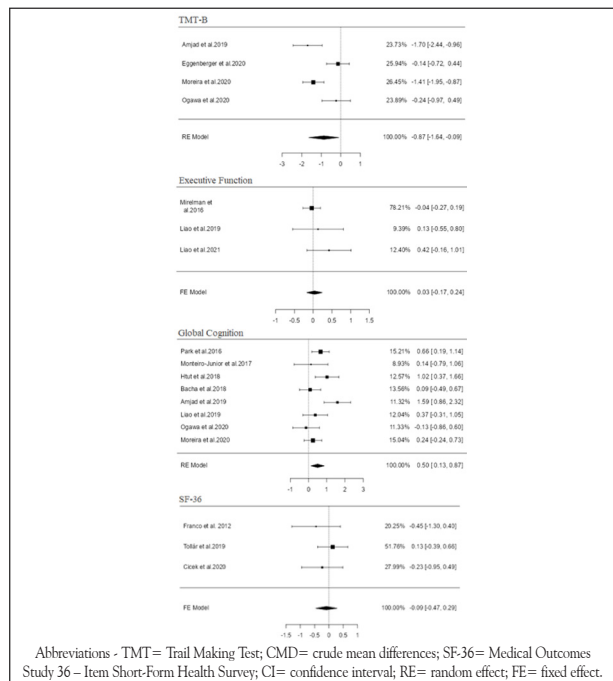 TMT-B
Amjad et al.2019 23.73% -1.70 [-2.44, -0.96]
Eggenberger et al.2020 25.94% -0.14 [-0.72, 0.44]
Moreira et al.2020 26.45% -1.41 [-1.95, -0.87]
Ogawa et al.2020 23.89% -0.24 [-0.97, 0.49]
RE Model 100.00% -0.87 [-1.64, -0.09]
-3 -2 -1 0 1
Executive Function
Mirelman et
al.2016 78.21% -0.04 [-0.27, 0.19]
Liao et al.2019 9.39% 0.13 [-0.55, 0.80]
Liao et al.2021 12.40% 0.42 [-0.16, 1.01]
FE Model 100.00% 0.03 [-0.17, 0.24]
-1 -0.5 0 0.5 1 1.5
Global Cognition
Park et al.2016 15.21% 0.66 [ 0.19, 1.14]
Monteiro-Junior et al.2017 8.93% 0.14 [-0.79, 1.06]
Htut et al.2018 12.57% 1.02 [ 0.37, 1.66]
Bacha et al.2018 13.56% 0.09 [-0.49, 0.67]
Amjad et al.2019 11.32% 1.59 [ 0.86, 2.32]
Liao et al.2019 12.04% 0.37 [-0.31, 1.05]
Ogawa et al.2020 11.33% -0.13 [-0.86, 0.60]
Moreira et al.2020 15.04% 0.24 [-0.24, 0.73]
RE Model 100.00% 0.50 [ 0.13, 0.87]
-1 0 1 2 3
SF-36
Franco et al. 2012 20.25% -0.45 [-1.30, 0.40]
Tollár et al.2019 51.76% 0.13 [-0.39, 0.66]
Cicek et al.2020 27.99% -0.23 [-0.95, 0.49]
FE Model 100.00% -0.09 [-0.47, 0.29]
-1.5 -1 -0.5 0 0.5 1
Abbreviations - TMT= Trail Making Test; CMD= crude mean differences; SF-36= Medical Outcomes
Study 36 – Item Short-Form Health Survey; CI= confidence interval; RE= random effect; FE= fixed effect.